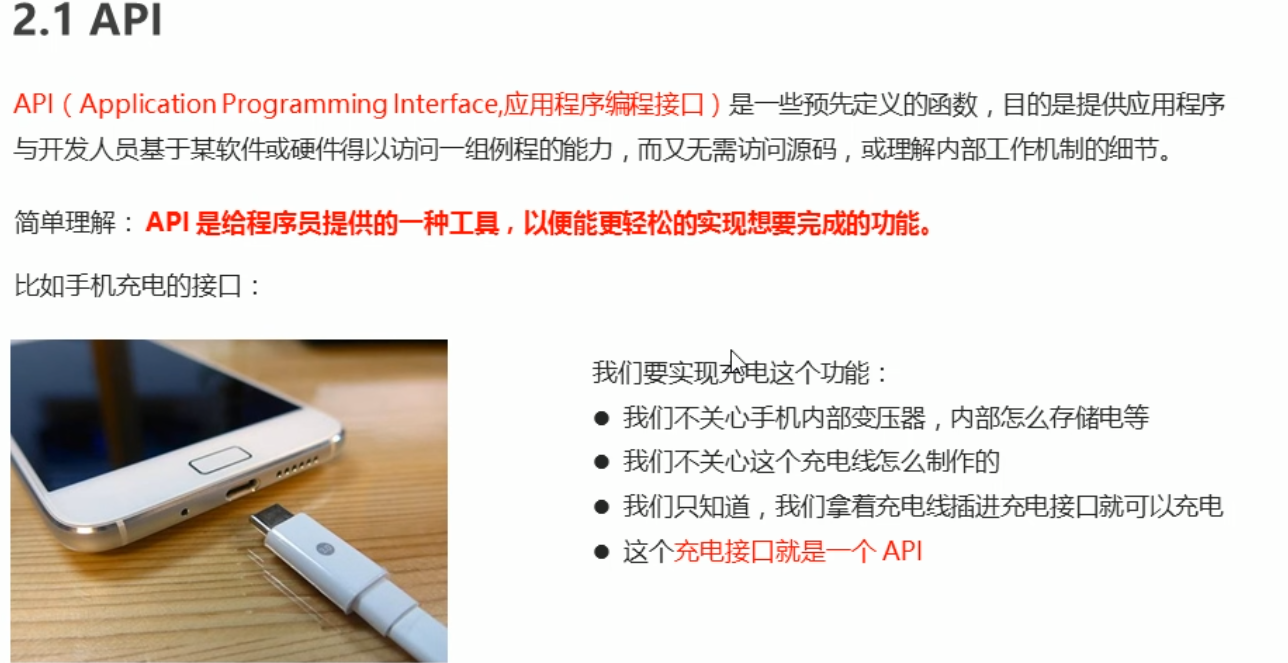 2.1 API
API（Application Programming Interface,应用程序编程接口）是一些预先定义的函数，目的是提供应用程序
与开发人员基于某软件或硬件得以访问一组例程的能力，而又无需访问源码，或理解内部工作机制的细节。
简单理解：API 是给程序员提供的一种工具，以便能更轻松的实现想要完成的功能。
比如手机充电的接口：
我们要实现充电这个功能：
● 我们不关心手机内部变压器，内部怎么存储电等
● 我们不关心这个充电线怎么制作的
● 我们只知道，我们拿着充电线插进充电接口就可以充电
● 这个充电接口就是一个 API